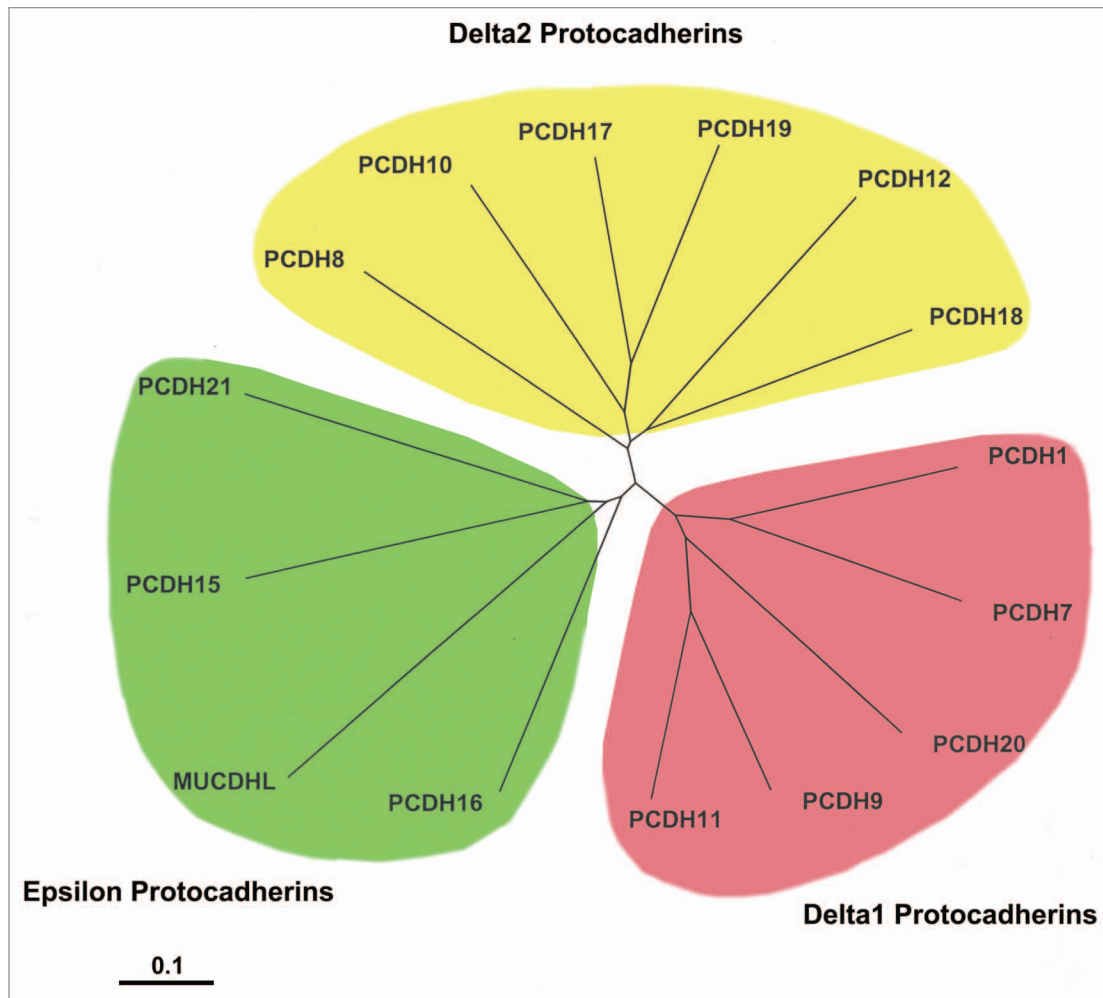 Delta2 Protocadherins
PCDH17
PCDH19
PCDH10
PCDH12
PCDH8
PCDH18
PCDH21
PCDH1
PCDH15
PCDH7
PCDH20
MUCDHL
PCDH16
PCDH9
PCDH11
Epsilon Protocadherins
Delta1 Protocadherins
0.1